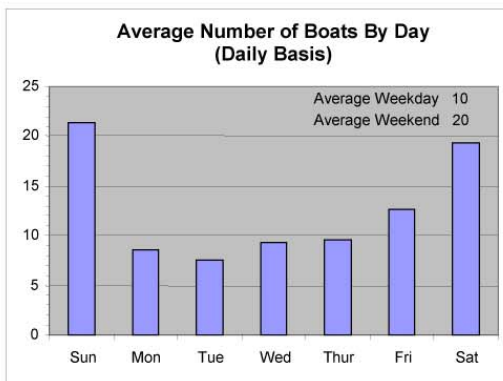 Average Number of Boats By Day
(Daily Basis)
25
Average Weekday 10
Average Weekend 20
20
15
10
5
0
Sun Mon Tue Wed Thur Fri Sat